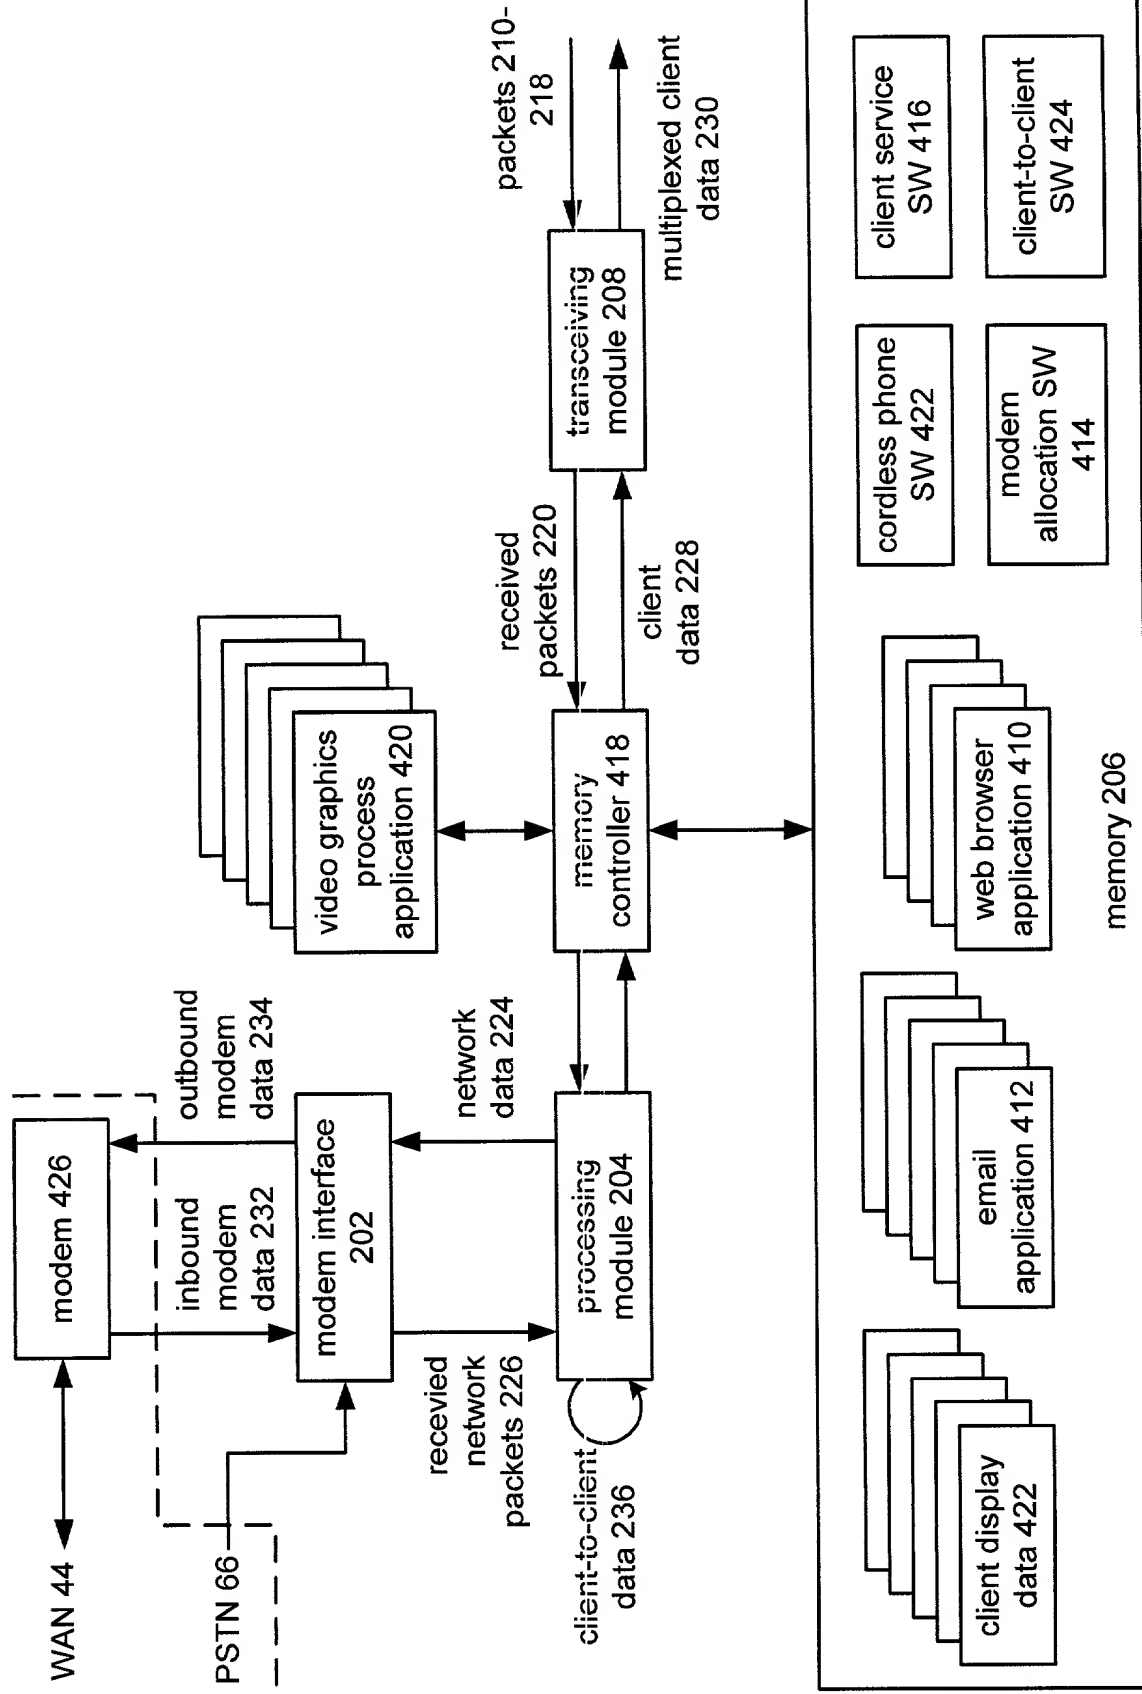 WAN 44
modem 426
PSTN 66
inbound
modem
data 232
outbound
modem
data 234
modem interface
202
recevied
network
packets 226
network
data 224
video graphics
process
application 420
client-to-client
data 236
processing
module 204
memory
controller 418
received
packets 220
client
data 228
transceiving
module 208
packets 210-
218
multiplexed client
data 230
client display
data 422
email
application 412
web browser
application 410
cordless phone
SW 422
client service
SW 416
modem
allocation SW
414
client-to-client
SW 424
memory 206